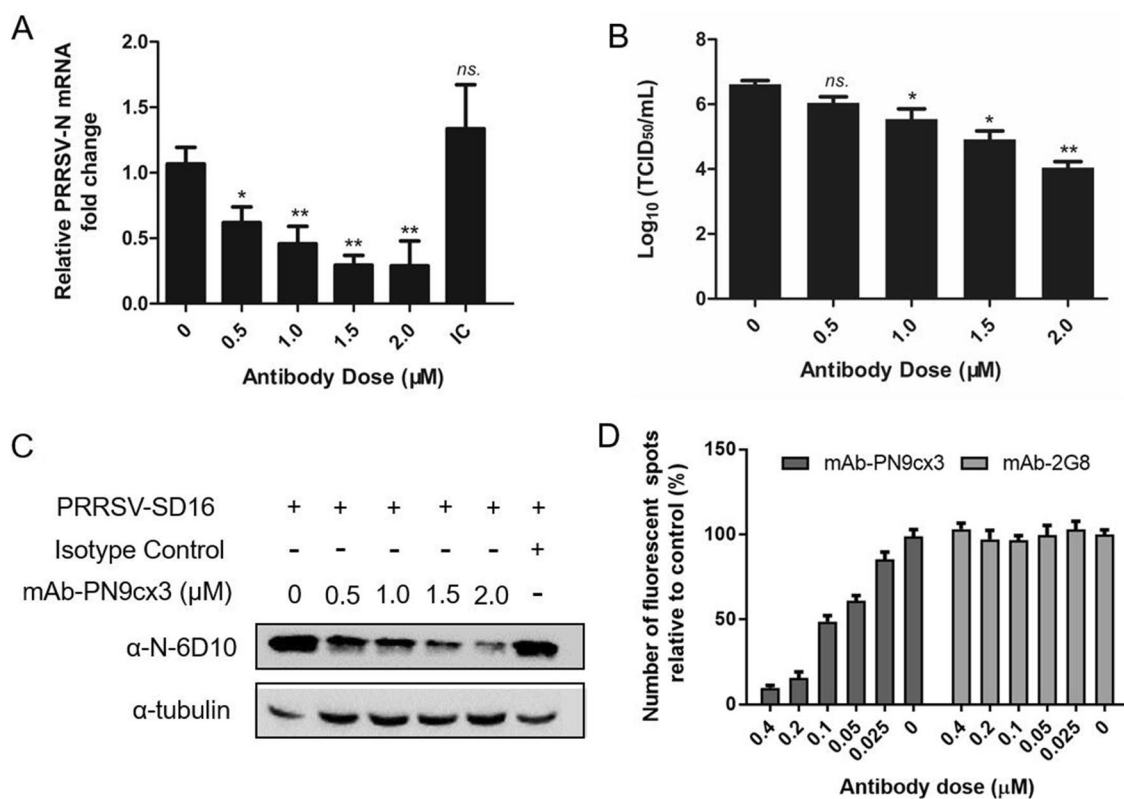 A
Relative PRRSV-N mRNA
fold change
2.0
1.5
1.0
0.5
0.0
ns.
*
**
**
**
0
0.5
1.0
1.5
2.0
IC
Antibody Dose (µM)
B
Log10 (TCID50/mL)
8
6
4
2
0
ns.
*
*
**
0
0.5
1.0
1.5
2.0
Antibody Dose (µM)
C
PRRSV-SD16 + + + + + +
Isotype Control - - - - - +
mAb-PN9cx3 (µM) 0 0.5 1.0 1.5 2.0 -
α-N-6D10
α-tubulin
D
Number of fluorescent spots
relative to control (%)
150
100
50
0
mAb-PN9cx3 mAb-2G8
0.4
0.2
0.1
0.05
0.025
0
0.4
0.2
0.1
0.05
0.025
0
Antibody dose (µM)